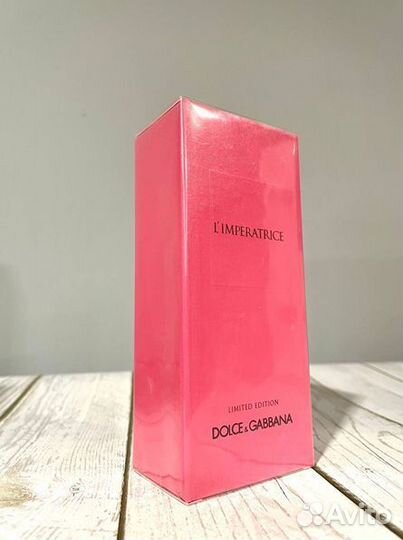 L'IMPERATRICE
LIMITED EDITION
DOLCE & GABBANA
Avito